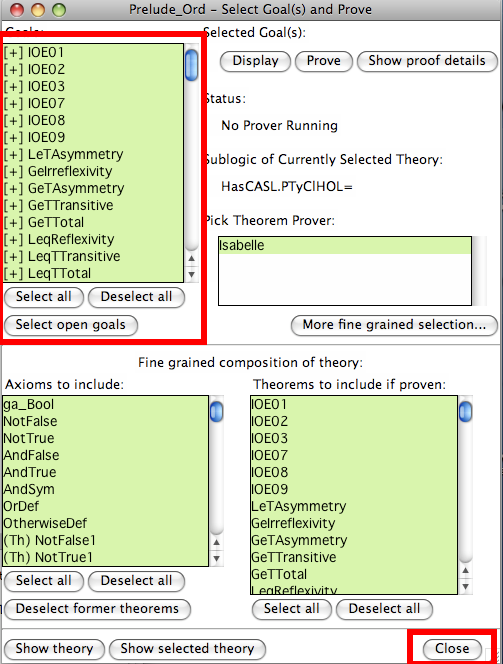 Prelude_Ord - Select Goal(s) and Prove
Goals:
[+] IOE01
[+] IOE02
[+] IOE03
[+] IOE07
[+] IOE08
[+] IOE09
[+] LeTAsymmetry
[+] GeIrreflexivity
[+] GeTAsymmetry
[+] GeTTransitive
[+] GeTTotal
[+] LeqReflexivity
[+] LeqTTransitive
[+] LeqTTotal
Select all
Deselect all
Select open goals
Selected Goal(s):
Display
Prove
Show proof details
Status:
No Prover Running
Sublogic of Currently Selected Theory:
HasCASL.PTyClHOL=
Pick Theorem Prover:
Isabelle
More fine grained selection...
Fine grained composition of theory:
Axioms to include:
ga_Bool
NotFalse
NotTrue
AndFalse
AndTrue
AndSym
OrDef
OtherwiseDef
(Th) NotFalse1
(Th) NotTrue1
Select all
Deselect all
Deselect former theorems
Theorems to include if proven:
IOE01
IOE02
IOE03
IOE07
IOE08
IOE09
LeTAsymmetry
GeIrreflexivity
GeTAsymmetry
GeTTransitive
GeTTotal
LeqReflexivity
Select all
Deselect all
Show theory
Show selected theory
Close